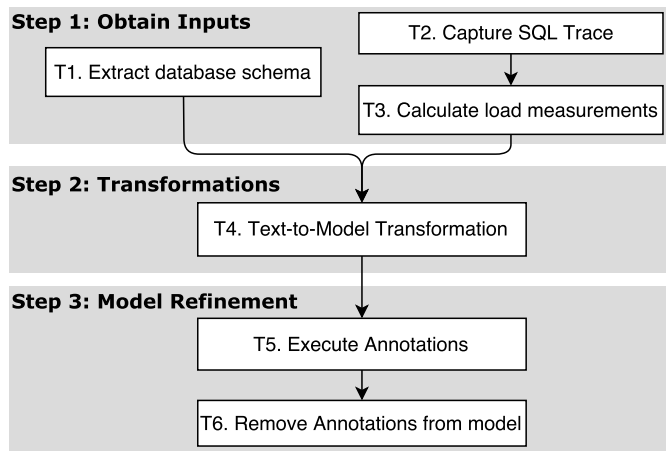 Step 1: Obtain Inputs
T2. Capture SQL Trace
T1. Extract database schema
T3. Calculate load measurements
Step 2: Transformations
T4. Text-to-Model Transformation
Step 3: Model Refinement
T5. Execute Annotations
T6. Remove Annotations from model